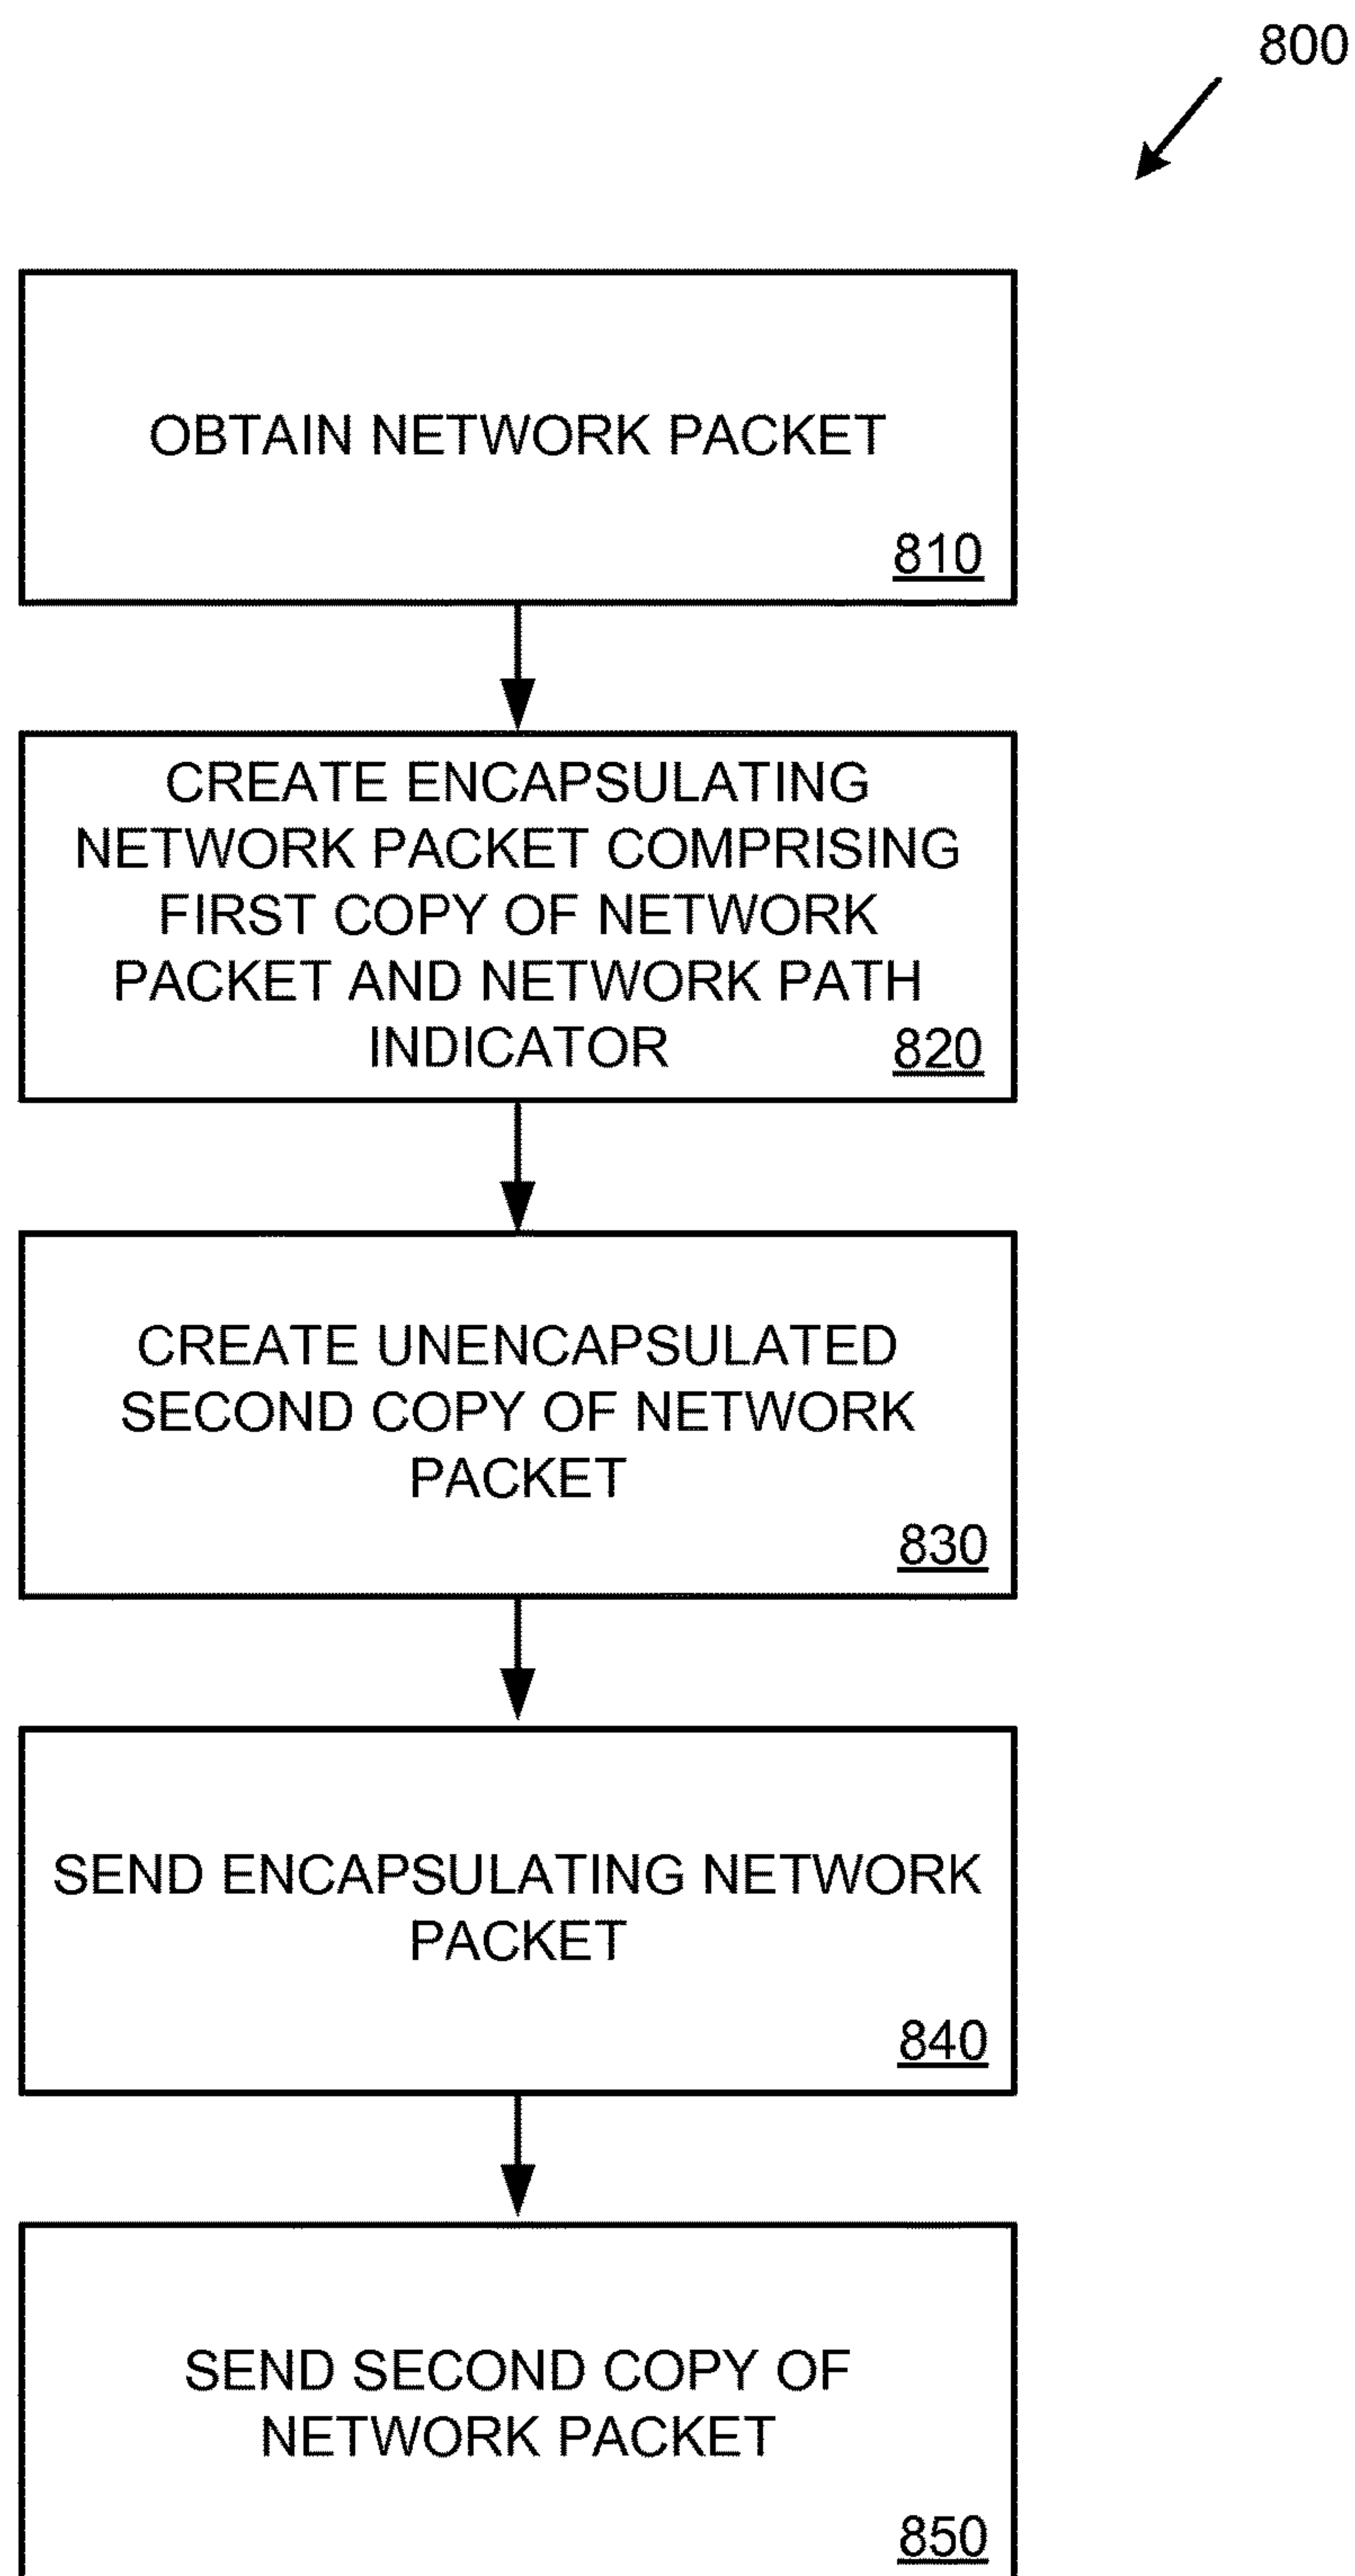 800
OBTAIN NETWORK PACKET
810
CREATE ENCAPSULATING
NETWORK PACKET COMPRISING
FIRST COPY OF NETWORK
PACKET AND NETWORK PATH
INDICATOR
820
CREATE UNENCAPSULATED
SECOND COPY OF NETWORK
PACKET
830
SEND ENCAPSULATING NETWORK
PACKET
840
SEND SECOND COPY OF
NETWORK PACKET
850